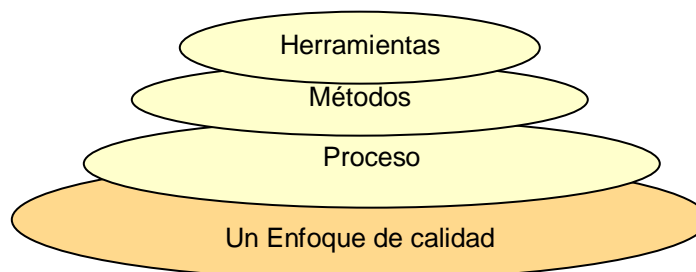 Herramientas
Métodos
Proceso
Un Enfoque de calidad